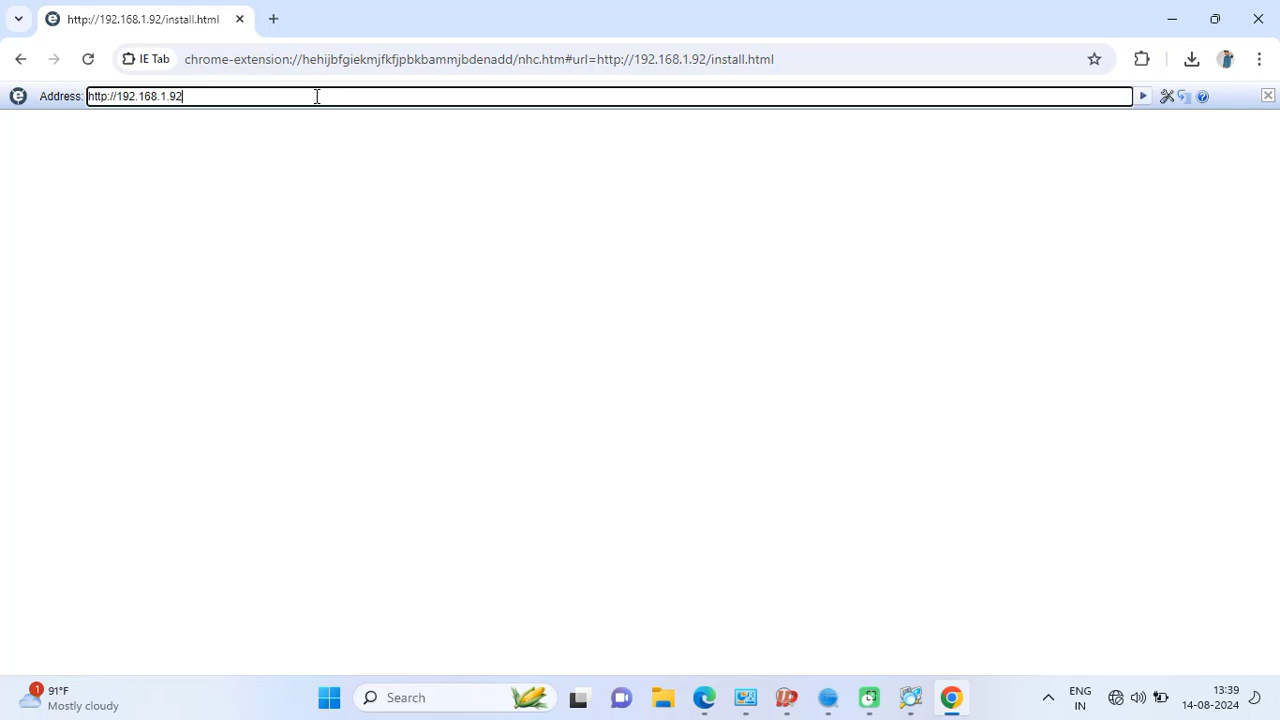 http://192.168.1.92/install.html
IE Tab
chrome-extension://hehijbfgiekmjfkfjpbkbammjbdenadd/nhc.htm#url=http://192.168.1.92/install.html
Address: http://192.168.1.92
1
91°F
Mostly cloudy
Search
ENG
IN
13:39
14-08-2024